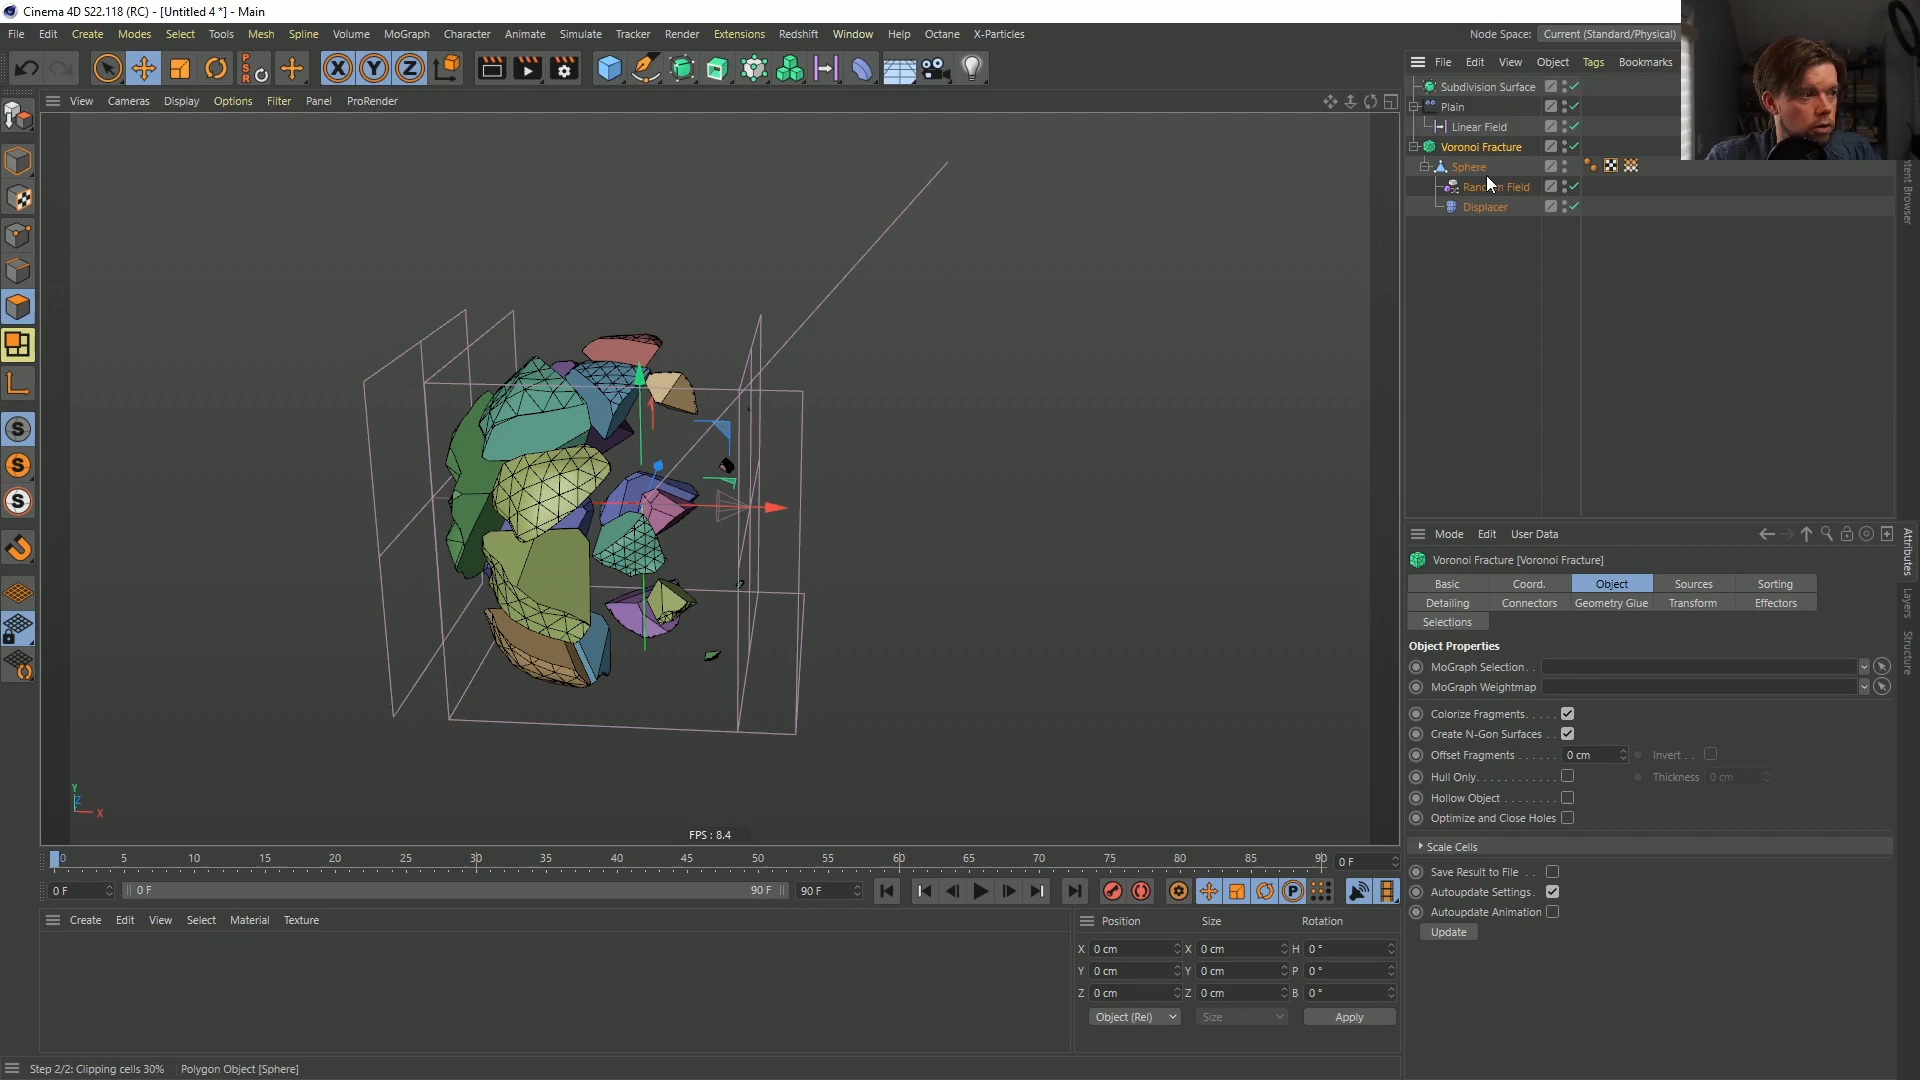 Cinema 4D S22.118 (RC) - [Untitled 4 *] - Main
File Edit Create Modes Select Tools Mesh Spline Volume MoGraph Character Animate Simulate Tracker Render Extensions Redshift Window Help Octane X-Particles
Node Space: Current (Standard/Physical)
PSR
X Y Z
File Edit View Object Tags Bookmarks
View Cameras Display Options Filter Panel ProRender
Subdivision Surface
Plain
Linear Field
Voronoi Fracture
Sphere
Random Field
Displacer
Content Browser
S
S
S
Mode Edit User Data
Attributes
Layers
Structure
Voronoi Fracture [Voronoi Fracture]
Basic Coord. Object Sources Sorting
Detailing Connectors Geometry Glue Transform Effectors
Selections
Object Properties
MoGraph Selection. .
MoGraph Weightmap
Colorize Fragments. . . . .
Create N-Gon Surfaces . .
Offset Fragments . . . . . . 0 cm Invert . .
Hull Only. . . . . . . . . . . . Thickness 0 cm
Hollow Object . . . . . . . .
Optimize and Close Holes
Scale Cells
Save Result to File . .
Autoupdate Settings .
Autoupdate Animation
Update
Y
Z
X
FPS : 8.4
0 5 10 15 20 25 30 35 40 45 50 55 60 65 70 75 80 85 90 0 F
0 F 0 F 90 F 90 F
P
Create Edit View Select Material Texture
Position Size Rotation
X 0 cm X 0 cm H 0 °
Y 0 cm Y 0 cm P 0 °
Z 0 cm Z 0 cm B 0 °
Object (Rel) Size Apply
Step 2/2: Clipping cells 30% Polygon Object [Sphere]